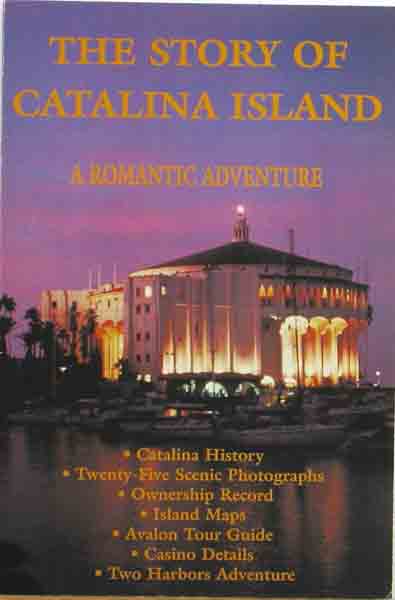 THE STORY OF
CATALINA ISLAND
A ROMANTIC ADVENTURE
• Catalina History
• Twenty-Five Scenic Photographs
• Ownership Record
• Island Maps
• Avalon Tour Guide
• Casino Details
• Two Harbors Adventure